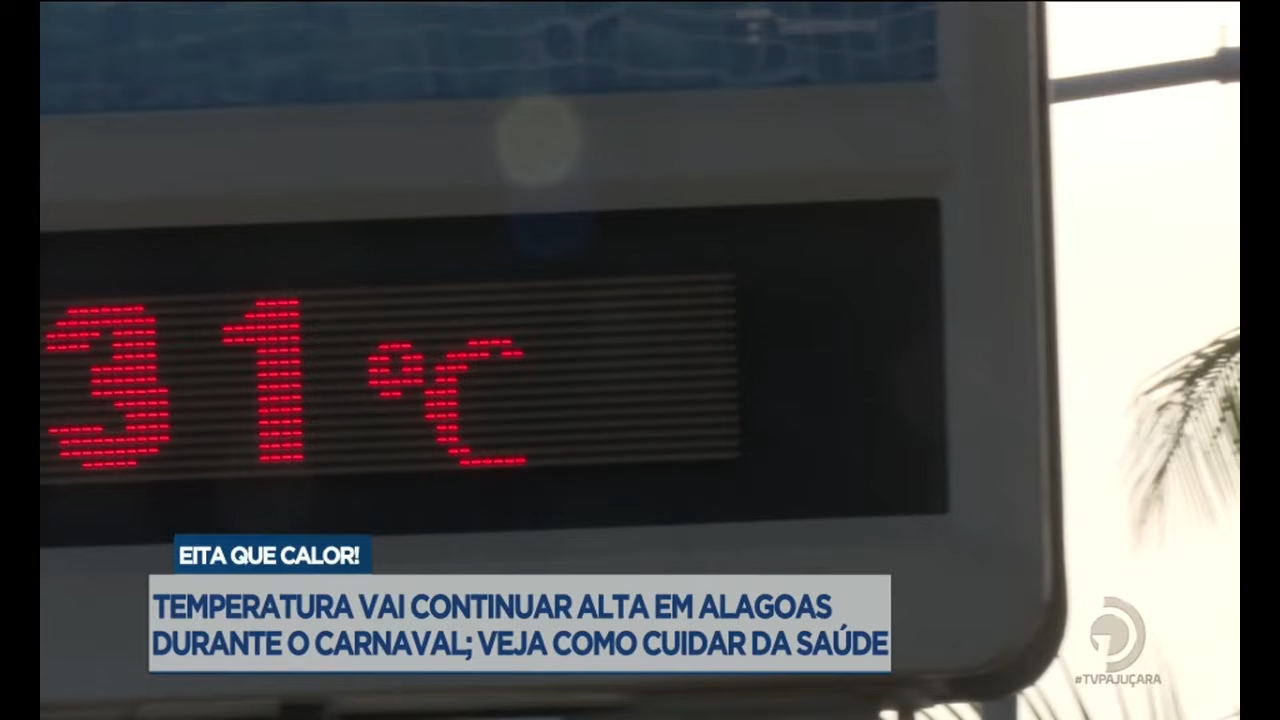 31 °C
EITA QUE CALOR!
TEMPERATURA VAI CONTINUAR ALTA EM ALAGOAS
DURANTE O CARNAVAL; VEJA COMO CUIDAR DA SAÚDE
#TVPAJUÇARA